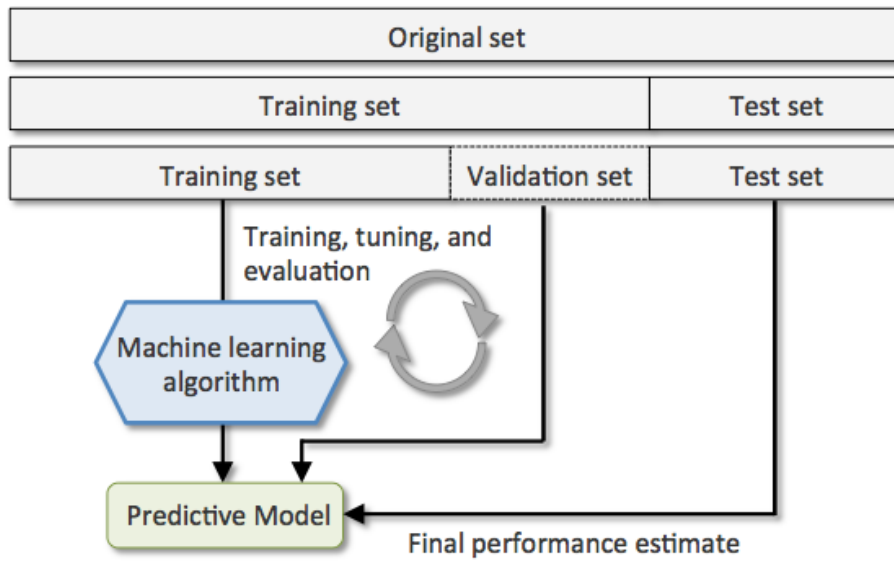 Original set
Training set
Test set
Training set
Validation set
Test set
Training, tuning, and
evaluation
Machine learning
algorithm
Predictive Model
Final performance estimate